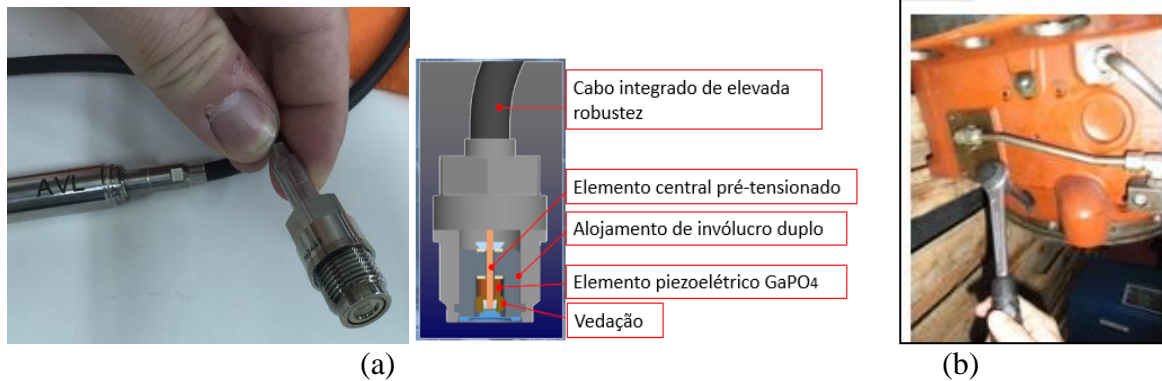 AVL
Cabo integrado de elevada
robustez
Elemento central pré-tensionado
Alojamento de invólucro duplo
Elemento piezoelétrico GaPO4
Vedação
(a)
(b)